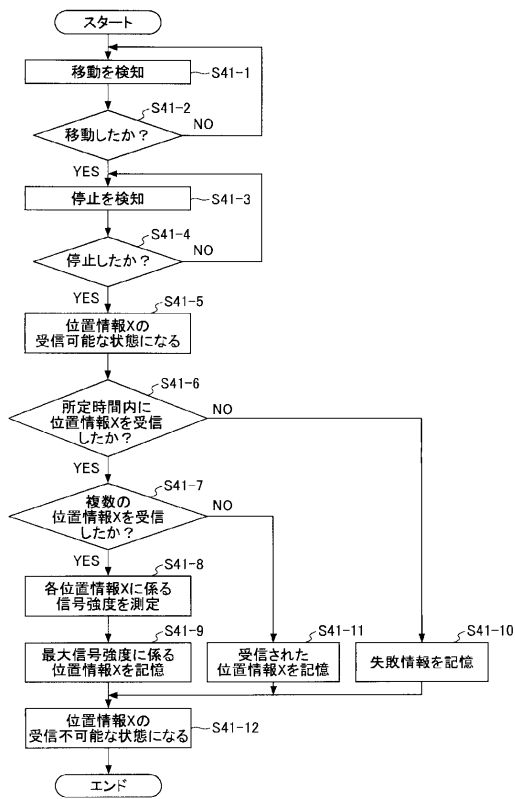 スタート
移動を検知
S41-1
S41-2
移動したか?
NO
YES
停止を検知
S41-3
S41-4
停止したか?
NO
YES
S41-5
位置情報Xの
受信可能な状態になる
S41-6
所定時間内に
位置情報Xを受信
したか?
NO
YES
S41-7
複数の
位置情報Xを受信
したか?
NO
YES
S41-8
各位置情報Xに係る
信号強度を測定
S41-9
最大信号強度に係る
位置情報Xを記憶
S41-11
受信された
位置情報Xを記憶
S41-10
失敗情報を記憶
位置情報Xの
受信不可能な状態になる
S41-12
エンド